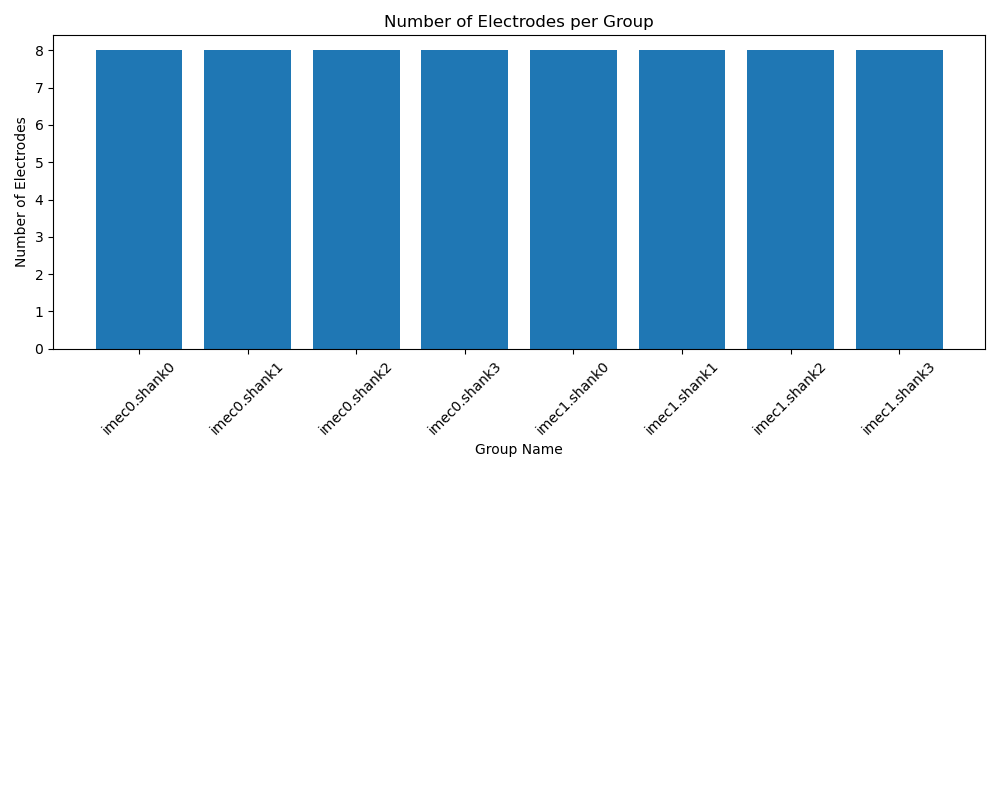 Number of Electrodes per Group
Number of Electrodes
8
7
6
5
4
3
2
1
0
imec0.shank0
imec0.shank1
imec0.shank2
imec0.shank3
imec1.shank0
imec1.shank1
imec1.shank2
imec1.shank3
Group Name